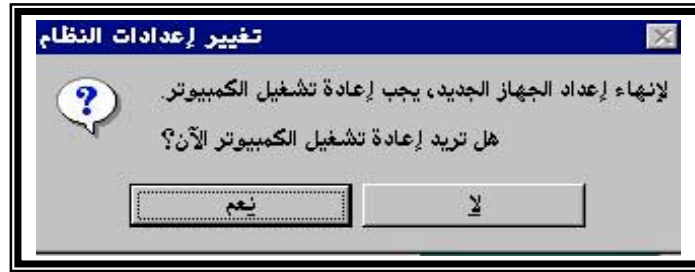 تغيير إعدادات النظام
لإنهاء إعداد الجهاز الجديد، يجب إعادة تشغيل الكمبيوتر.
هل تريد إعادة تشغيل الكمبيوتر الآن؟
لا
نعم